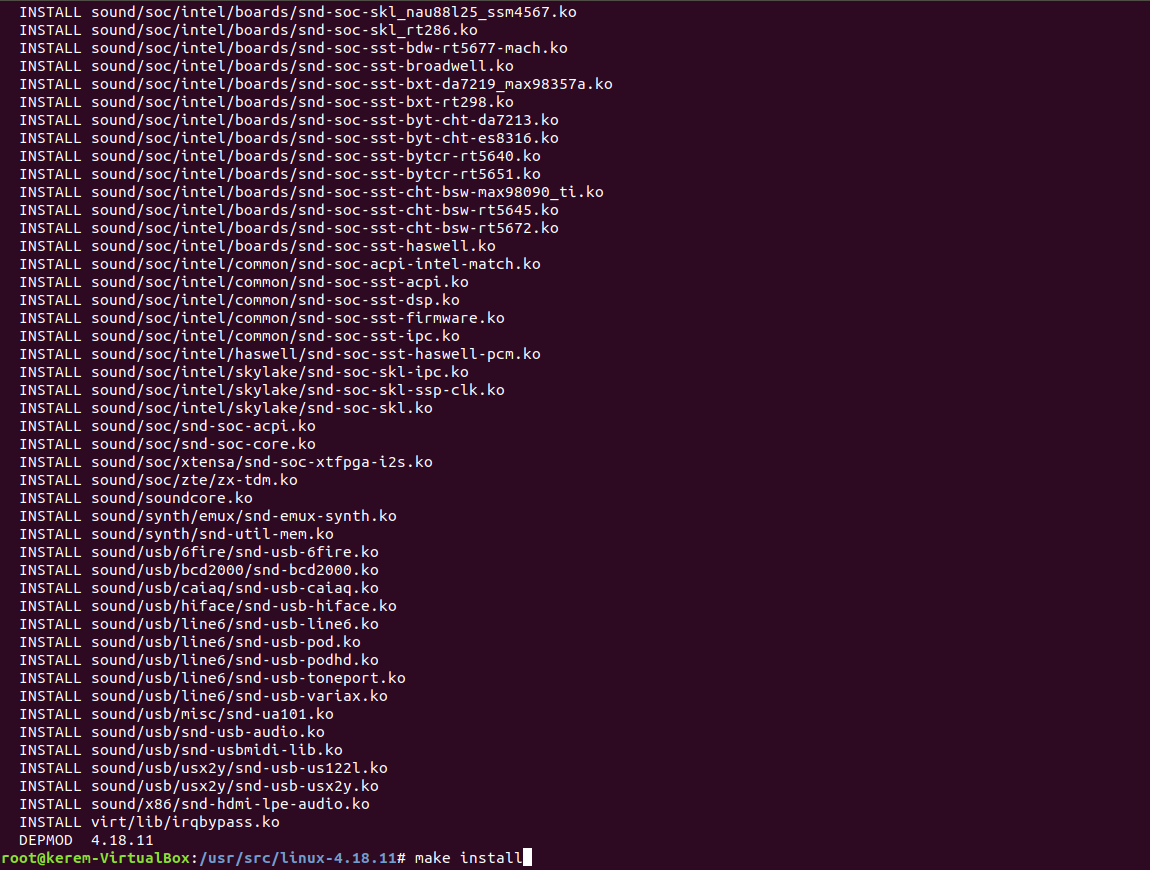 INSTALL sound/soc/intel/boards/snd-soc-skl_nau88l25_ssm4567.ko
INSTALL sound/soc/intel/boards/snd-soc-skl_rt286.ko
INSTALL sound/soc/intel/boards/snd-soc-sst-bdw-rt5677-mach.ko
INSTALL sound/soc/intel/boards/snd-soc-sst-broadwell.ko
INSTALL sound/soc/intel/boards/snd-soc-sst-bxt-da7219_max98357a.ko
INSTALL sound/soc/intel/boards/snd-soc-sst-bxt-rt298.ko
INSTALL sound/soc/intel/boards/snd-soc-sst-byt-cht-da7213.ko
INSTALL sound/soc/intel/boards/snd-soc-sst-byt-cht-es8316.ko
INSTALL sound/soc/intel/boards/snd-soc-sst-bytcr-rt5640.ko
INSTALL sound/soc/intel/boards/snd-soc-sst-bytcr-rt5651.ko
INSTALL sound/soc/intel/boards/snd-soc-sst-cht-bsw-max98090_ti.ko
INSTALL sound/soc/intel/boards/snd-soc-sst-cht-bsw-rt5645.ko
INSTALL sound/soc/intel/boards/snd-soc-sst-cht-bsw-rt5672.ko
INSTALL sound/soc/intel/boards/snd-soc-sst-haswell.ko
INSTALL sound/soc/intel/common/snd-soc-acpi-intel-match.ko
INSTALL sound/soc/intel/common/snd-soc-sst-acpi.ko
INSTALL sound/soc/intel/common/snd-soc-sst-dsp.ko
INSTALL sound/soc/intel/common/snd-soc-sst-firmware.ko
INSTALL sound/soc/intel/common/snd-soc-sst-ipc.ko
INSTALL sound/soc/intel/haswell/snd-soc-sst-haswell-pcm.ko
INSTALL sound/soc/intel/skylake/snd-soc-skl-ipc.ko
INSTALL sound/soc/intel/skylake/snd-soc-skl-ssp-clk.ko
INSTALL sound/soc/intel/skylake/snd-soc-skl.ko
INSTALL sound/soc/snd-soc-acpi.ko
INSTALL sound/soc/snd-soc-core.ko
INSTALL sound/soc/xtensa/snd-soc-xtfpga-i2s.ko
INSTALL sound/soc/zte/zx-tdm.ko
INSTALL sound/soundcore.ko
INSTALL sound/synth/emux/snd-emux-synth.ko
INSTALL sound/synth/snd-util-mem.ko
INSTALL sound/usb/6fire/snd-usb-6fire.ko
INSTALL sound/usb/bcd2000/snd-bcd2000.ko
INSTALL sound/usb/caiaq/snd-usb-caiaq.ko
INSTALL sound/usb/hiface/snd-usb-hiface.ko
INSTALL sound/usb/line6/snd-usb-line6.ko
INSTALL sound/usb/line6/snd-usb-pod.ko
INSTALL sound/usb/line6/snd-usb-podhd.ko
INSTALL sound/usb/line6/snd-usb-toneport.ko
INSTALL sound/usb/line6/snd-usb-variax.ko
INSTALL sound/usb/misc/snd-ua101.ko
INSTALL sound/usb/snd-usb-audio.ko
INSTALL sound/usb/snd-usbmidi-lib.ko
INSTALL sound/usb/usx2y/snd-usb-us122l.ko
INSTALL sound/usb/usx2y/snd-usb-usx2y.ko
INSTALL sound/x86/snd-hdmi-lpe-audio.ko
INSTALL virt/lib/irqbypass.ko
DEPMOD  4.18.11
root@kerem-VirtualBox:/usr/src/linux-4.18.11# make install